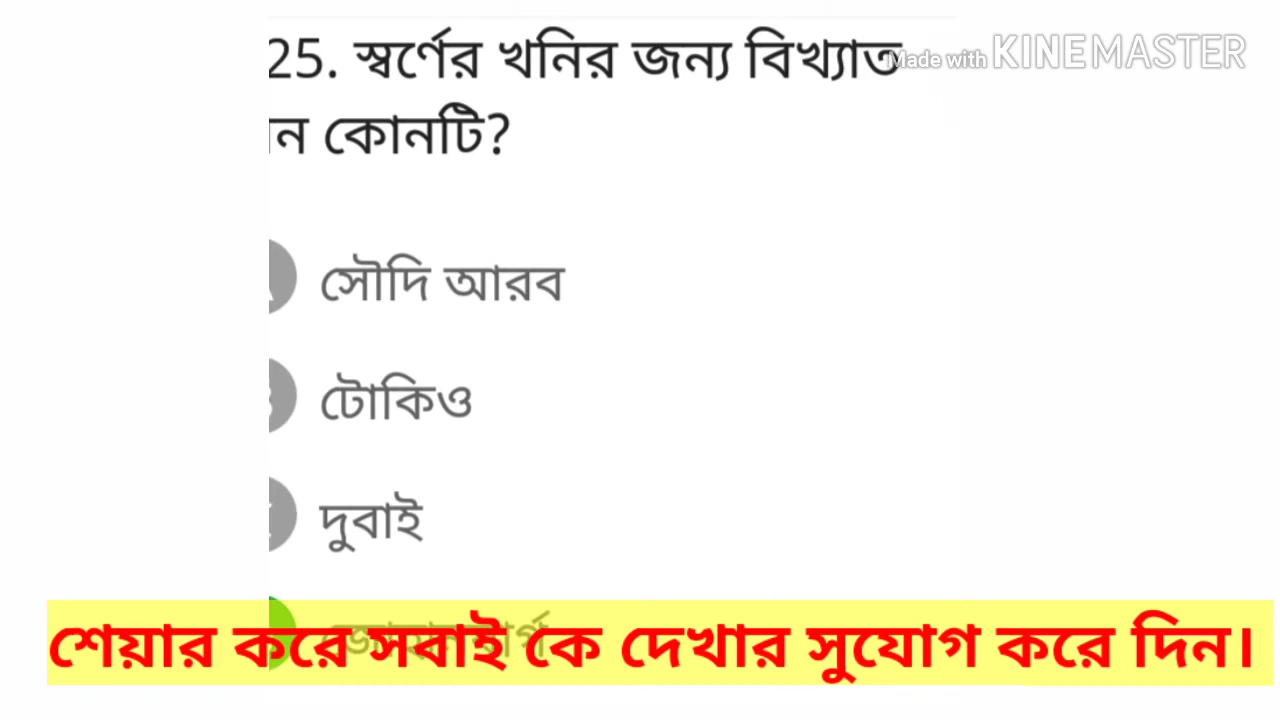 25. স্বর্ণের খনির জন্য বিখ্যাত
Made with KINEMASTER
ন কোনটি?
সৌদি আরব
টোকিও
দুবাই
শেয়ার করে সবাই কে দেখার সুযোগ করে দিন।